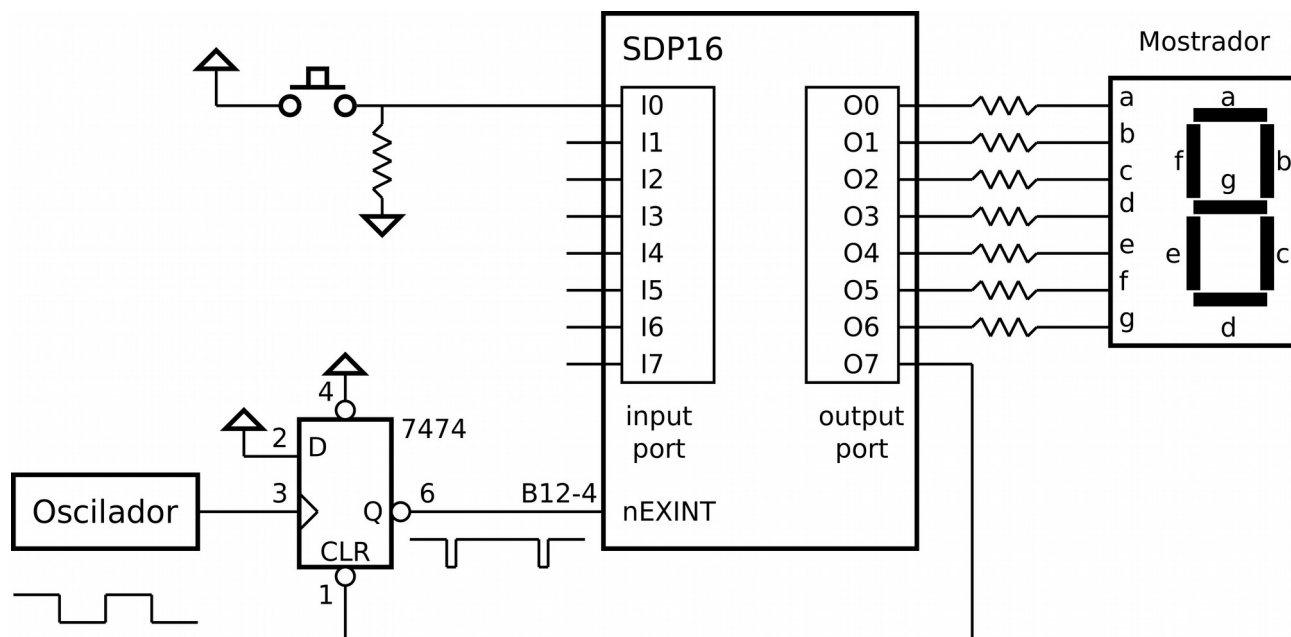 SDP16
Mostrador
I0
I1
I2
I3
I4
I5
I6
I7
input
port
O0
O1
O2
O3
O4
O5
O6
O7
output
port
a
b
c
d
e
f
g
a
f
b
g
e
c
d
4
7474
2
D
3
Q
6
B12-4
nEXINT
Oscilador
CLR
1